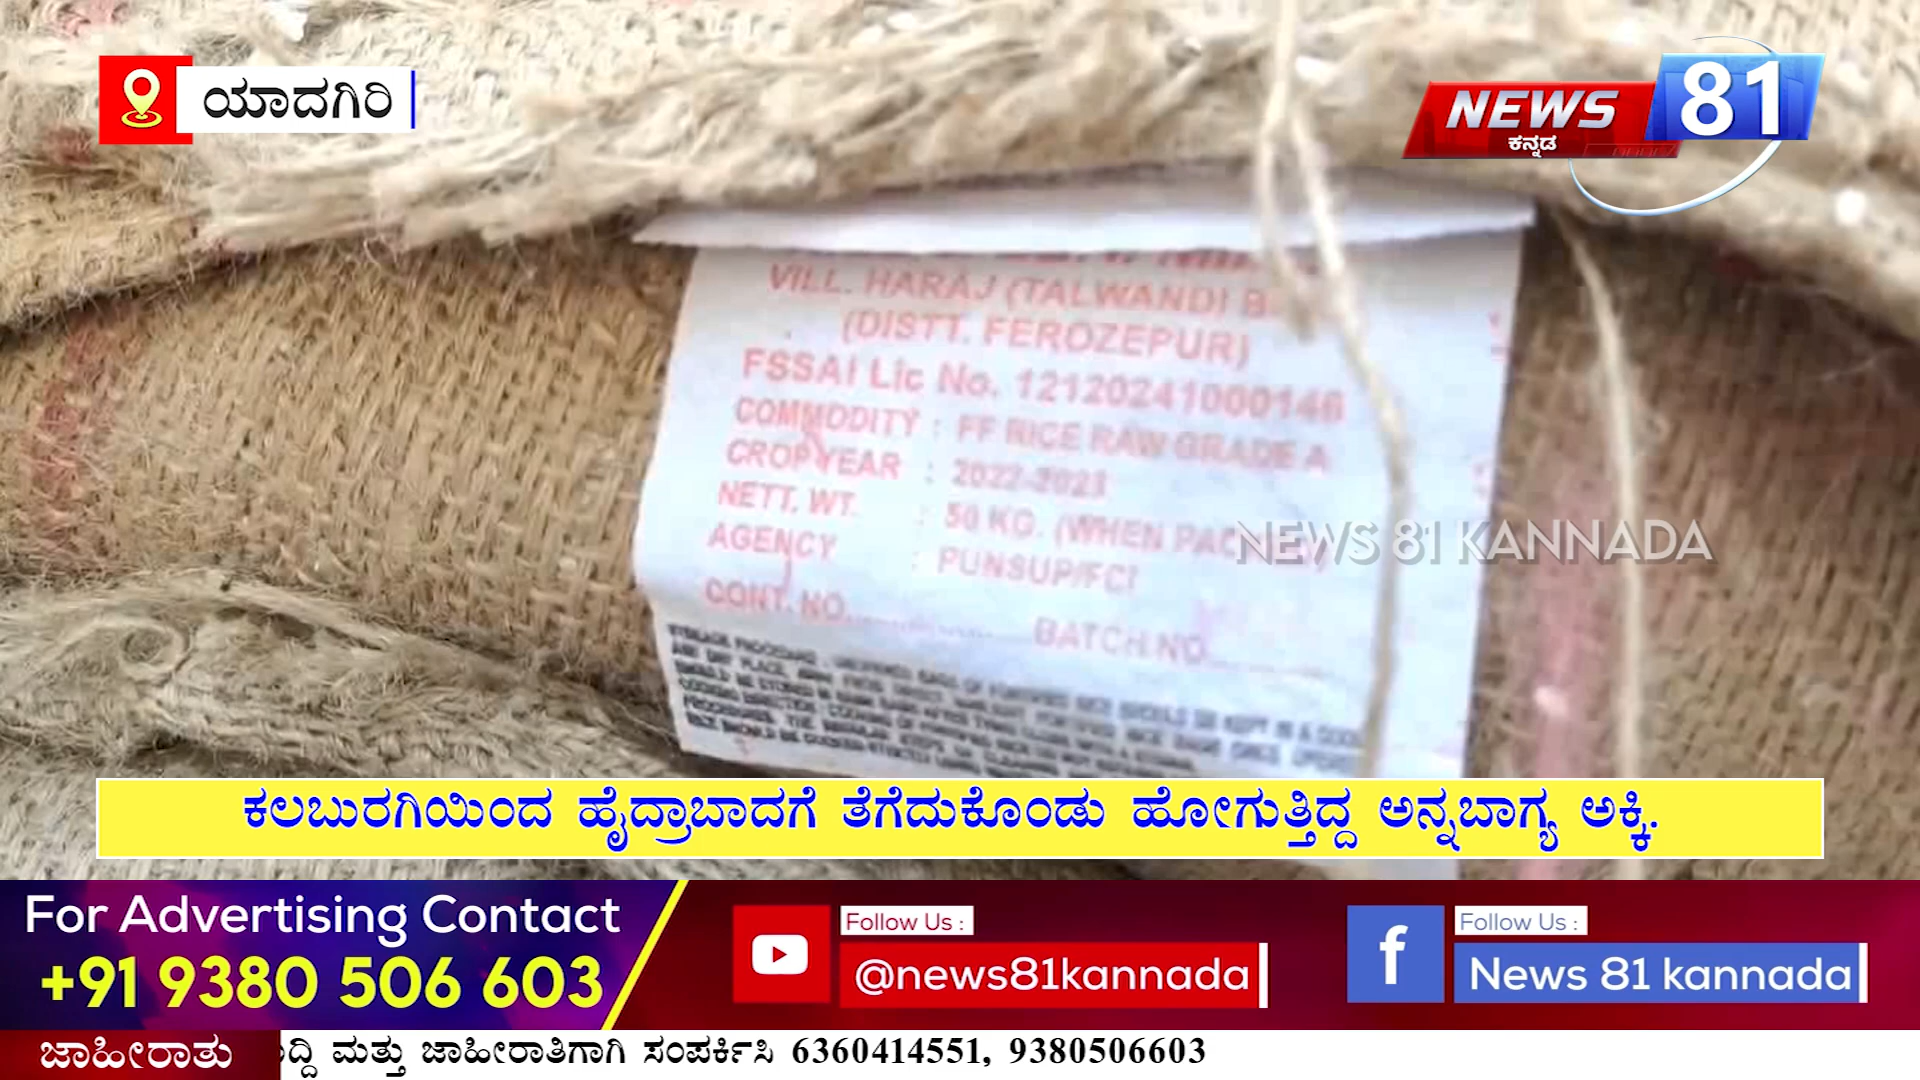 ಯಾದಗಿರಿ
NEWS 81
ಕನ್ನಡ
VILL. HARAJ (TALWANDI
(DISTT. FEROZEPUR)
FSSAI Lic No. 12120241000146
COMMODITY : FF RICE RAW GRADE A
CROP YEAR : 2022-2023
NETT. WT. : 50 KG. (WHEN
AGENCY : PUNSUP/FCI
CONT. NO. BATCH NO.
NEWS 81 KANNADA
ಕಲಬುರಗಿಯಿಂದ ಹೈದ್ರಾಬಾದಗೆ ತೆಗೆದುಕೊಂಡು ಹೋಗುತ್ತಿದ್ದ ಅನ್ನಬಾಗ್ಯ ಅಕ್ಕಿ.
For Advertising Contact
+91 9380 506 603
Follow Us :
@news81kannada
Follow Us :
News 81 kannada
ಜಾಹೀರಾತು
ಮತ್ತು ಜಾಹೀರಾತಿಗಾಗಿ ಸಂಪರ್ಕಿಸಿ 6360414551, 9380506603